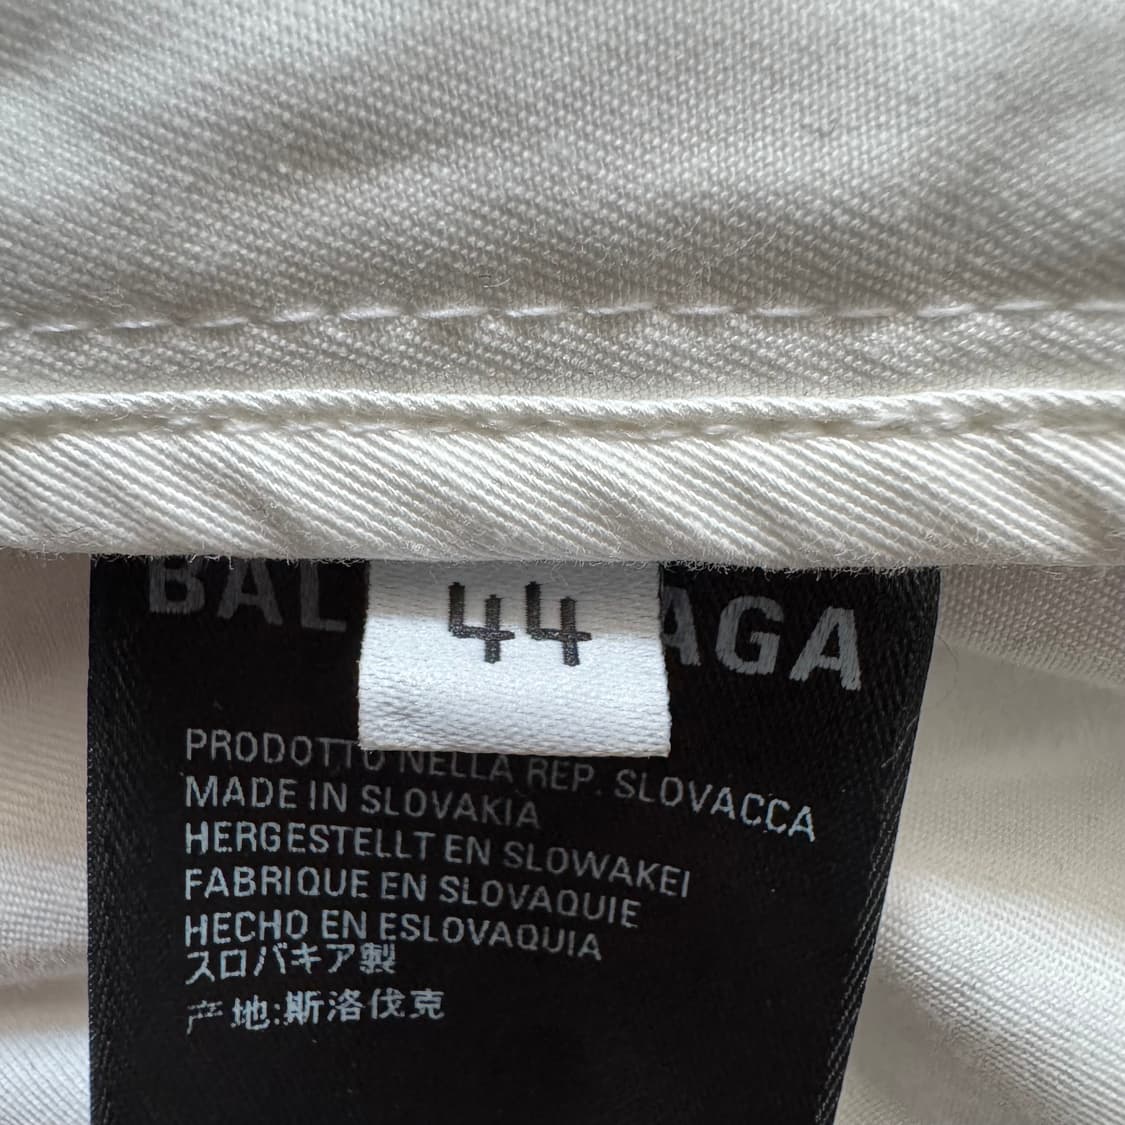 BAL AGA
44
PRODOTTO NELLA REP. SLOVACCA
MADE IN SLOVAKIA
HERGESTELLT EN SLOWAKEI
FABRIQUE EN SLOVAQUIE
HECHO EN ESLOVAQUIA
スロバキア製
产地:斯洛伐克